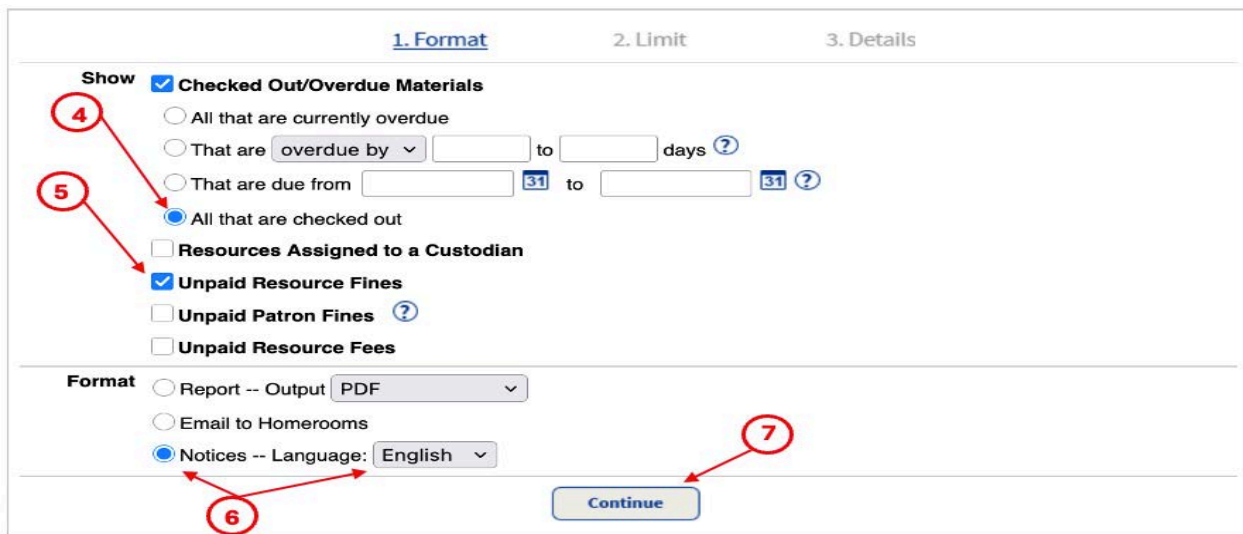 1. Format 2. Limit 3. Details
Show Checked Out/Overdue Materials
4 All that are currently overdue
That are overdue by to days ?
5 That are due from 31 to 31 ?
All that are checked out
Resources Assigned to a Custodian
Unpaid Resource Fines
Unpaid Patron Fines ?
Unpaid Resource Fees
Format Report -- Output PDF
Email to Homerooms
7
Notices -- Language: English
6 Continue